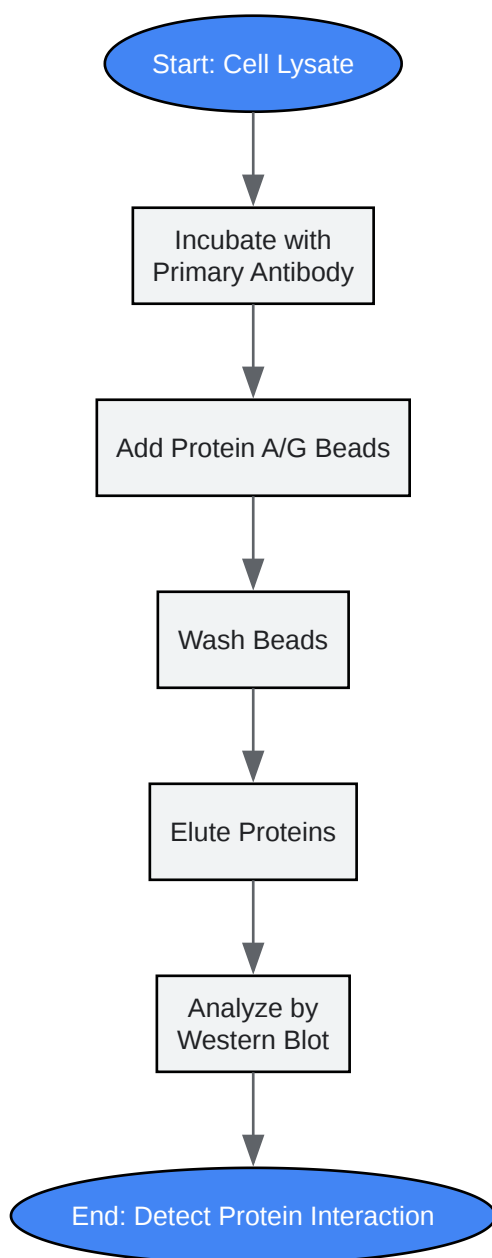 Start: Cell Lysate
Incubate with
Primary Antibody
Add Protein A/G Beads
Wash Beads
Elute Proteins
Analyze by
Western Blot
End: Detect Protein Interaction